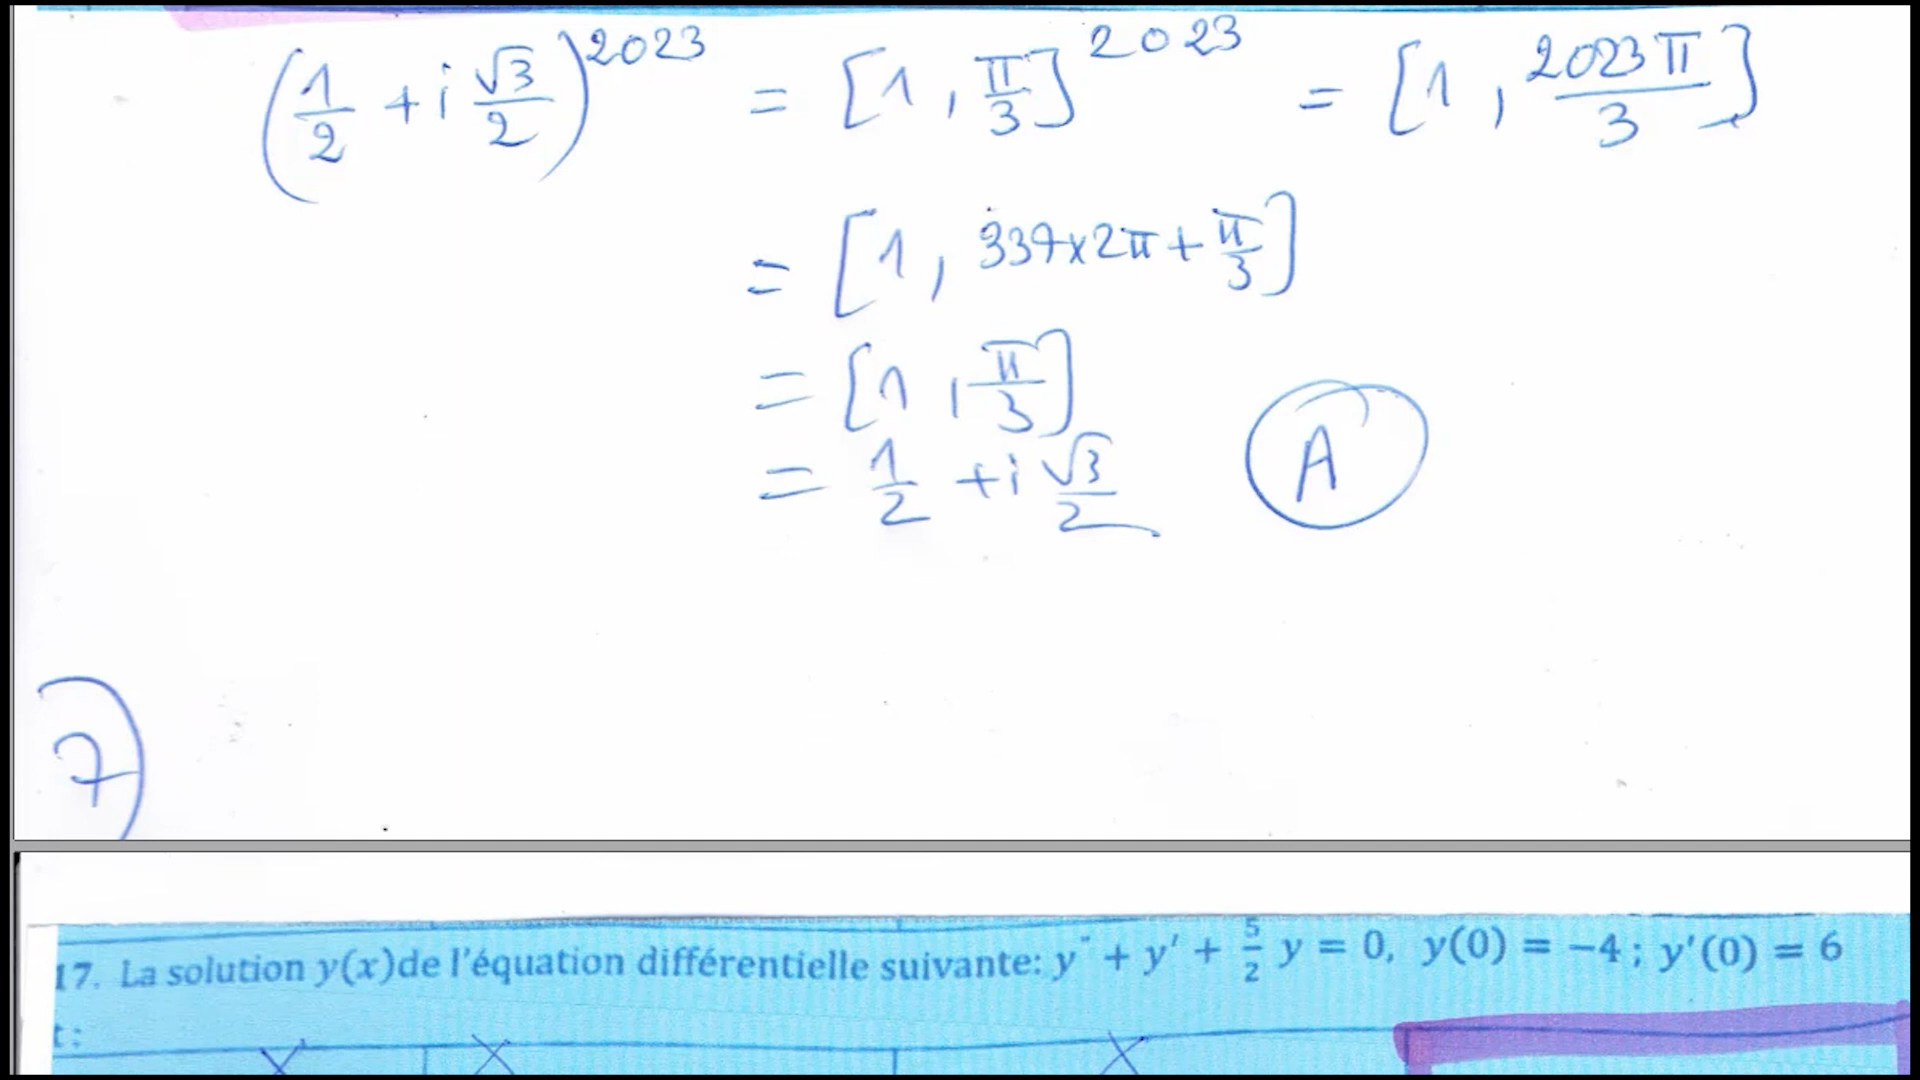 (1/2 + i √3/2)^2023 = [1, π/3]^2023 = [1, 2023π/3]
= [1, 337×2π + π/3]
= [1, π/3]
= 1/2 + i √3/2
A
7)
17. La solution y(x)de l'équation différentielle suivante: y¨ + y' + 5/2 y = 0, y(0) = −4; y'(0) = 6
t :
X X X